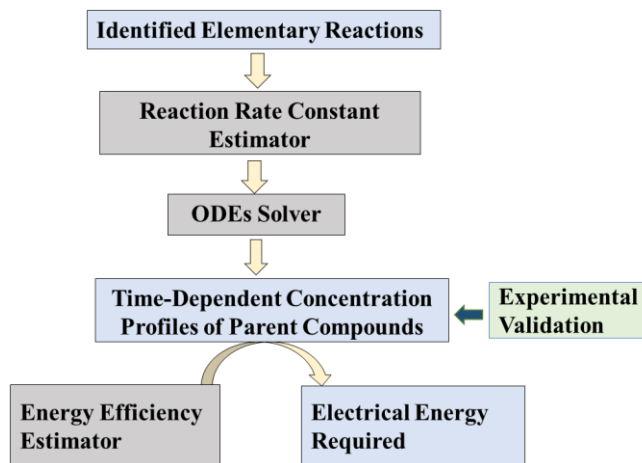 Identified Elementary Reactions
Reaction Rate Constant
Estimator
ODEs Solver
Time-Dependent Concentration
Profiles of Parent Compounds
Experimental
Validation
Energy Efficiency
Estimator
Electrical Energy
Required